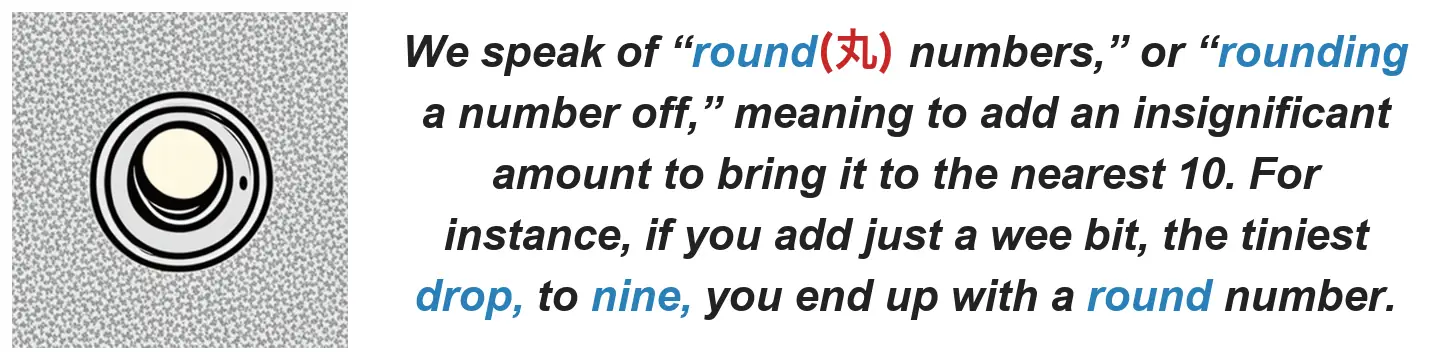 We speak of “round(丸) numbers,” or “rounding
a number off,” meaning to add an insignificant
amount to bring it to the nearest 10. For
instance, if you add just a wee bit, the tiniest
drop, to nine, you end up with a round number.